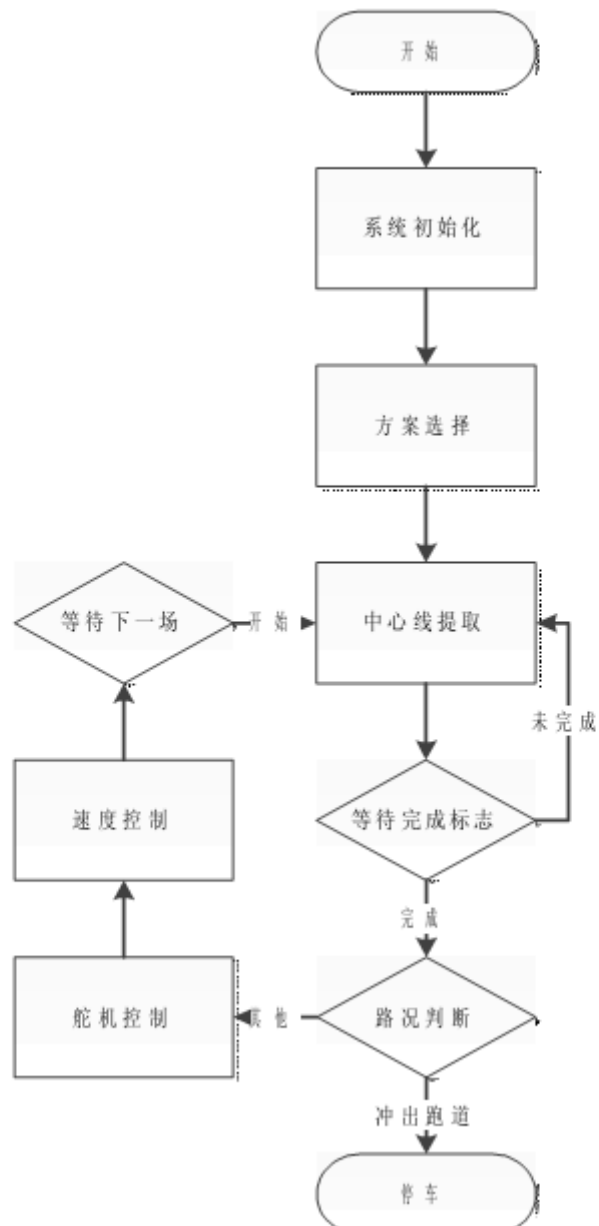 开始
系统初始化
方案选择
等待下一场
开始
中心线提取
未完成
速度控制
等待完成标志
完成
舵机控制
其他
路况判断
冲出跑道
停车